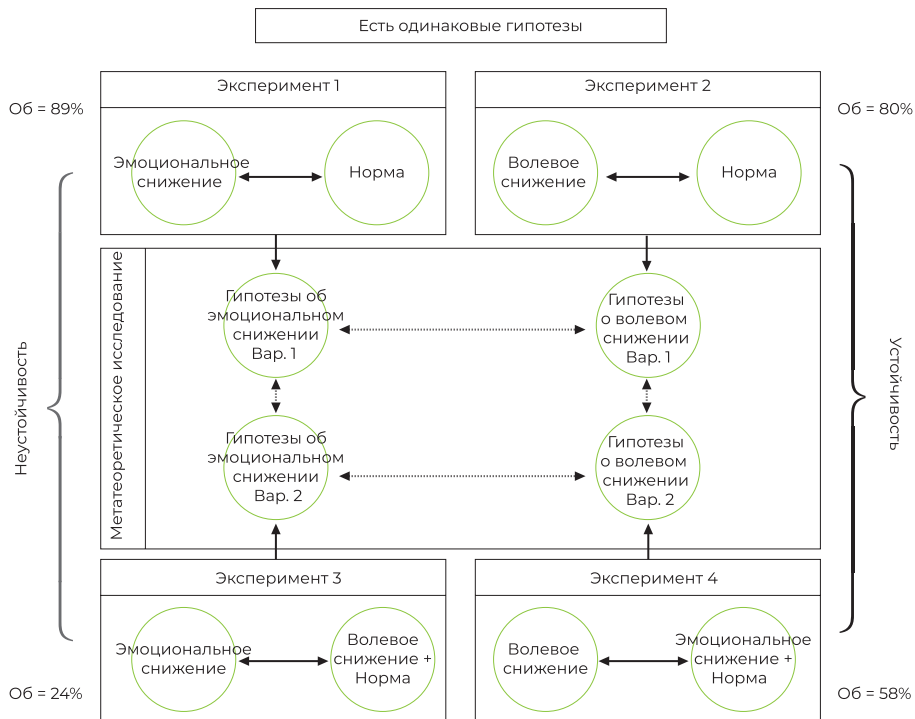 Есть одинаковые гипотезы
Эксперимент 1
Эксперимент 2
Об = 89%
Об = 80%
Эмоциональное
снижение
Норма
Волевое
снижение
Норма
Метатеоретическое исследование
Неустойчивость
Устойчивость
Гипотезы об
эмоциональном
снижении
Вар. 1
Гипотезы
о волевом
снижении
Вар. 1
Гипотезы об
эмоциональном
снижении
Вар. 2
Гипотезы
о волевом
снижении
Вар. 2
Эксперимент 3
Эксперимент 4
Эмоциональное
снижение
Волевое
снижение +
Норма
Волевое
снижение
Эмоциональное
снижение +
Норма
Об = 24%
Об = 58%